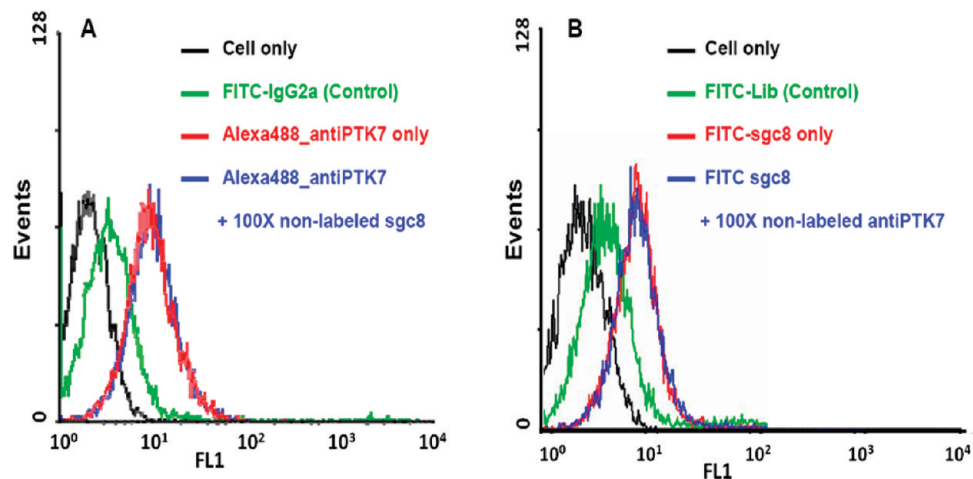 A
128
Cell only
FITC-IgG2a (Control)
Alexa488_antiPTK7 only
Alexa488_antiPTK7
+ 100X non-labeled sgc8
Events
0
10⁰ 10¹ 10² 10³ 10⁴
FL1
B
128
Cell only
FITC-Lib (Control)
FITC-sgc8 only
FITC sgc8
+ 100X non-labeled antiPTK7
Events
0
10⁰ 10¹ 10² 10³ 10⁴
FL1